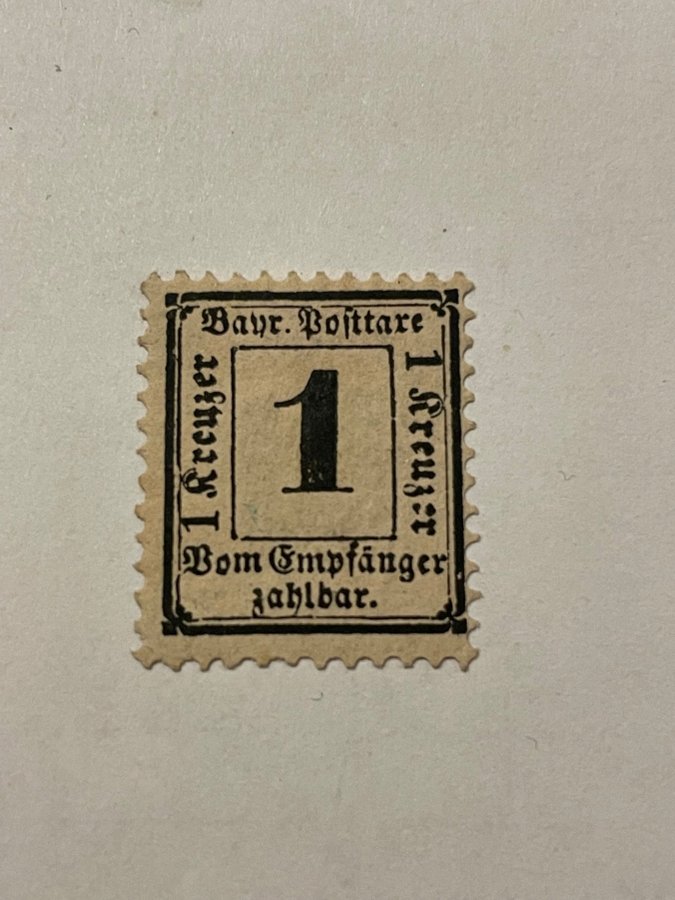 Bayr. Posttaxe
1 Kreuzer
1
1 Kreuzer
Vom Empfänger
zahlbar.